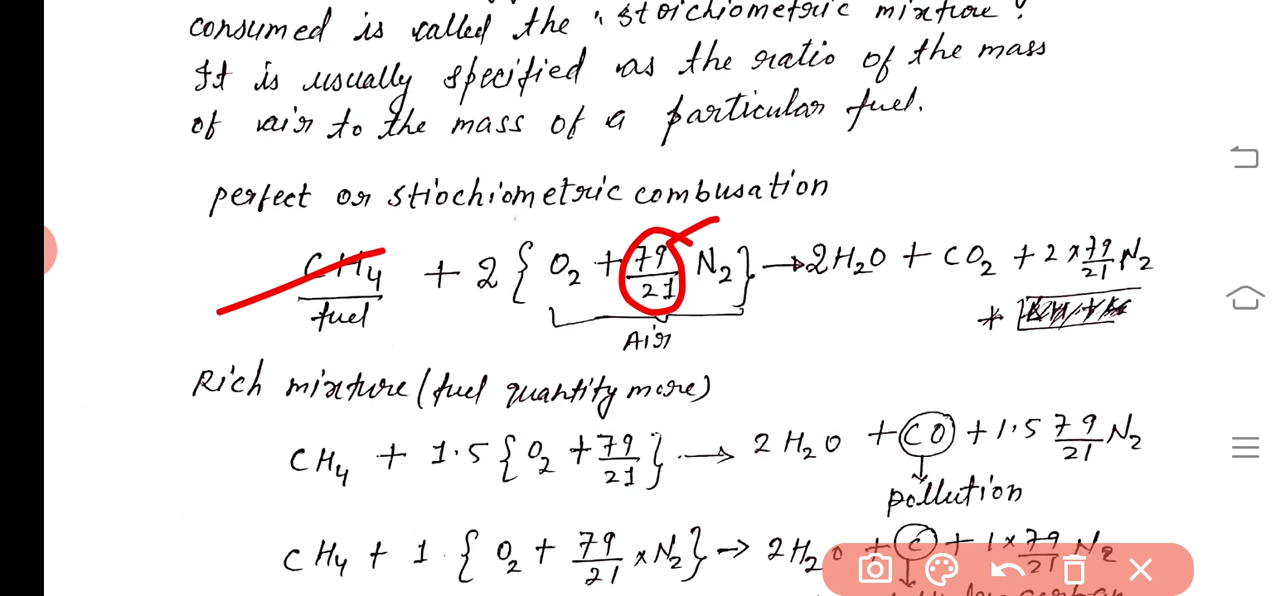 consumed is called the "stoichiometric mixture".
It is usually specified as the ratio of the mass
of air to the mass of a particular fuel.
perfect or stiochiometric combusation
CH4/fuel + 2 { O2 + 79/21 N2 } → 2H2O + CO2 + 2 × 79/21 N2
Air
Rich mixture (fuel quantity more)
CH4 + 1.5 { O2 + 79/21 } → 2 H2O + CO + 1.5 79/21 N2
pollution
CH4 + 1 { O2 + 79/21 × N2 } → 2H2O + C + 1 × 79/21 N2